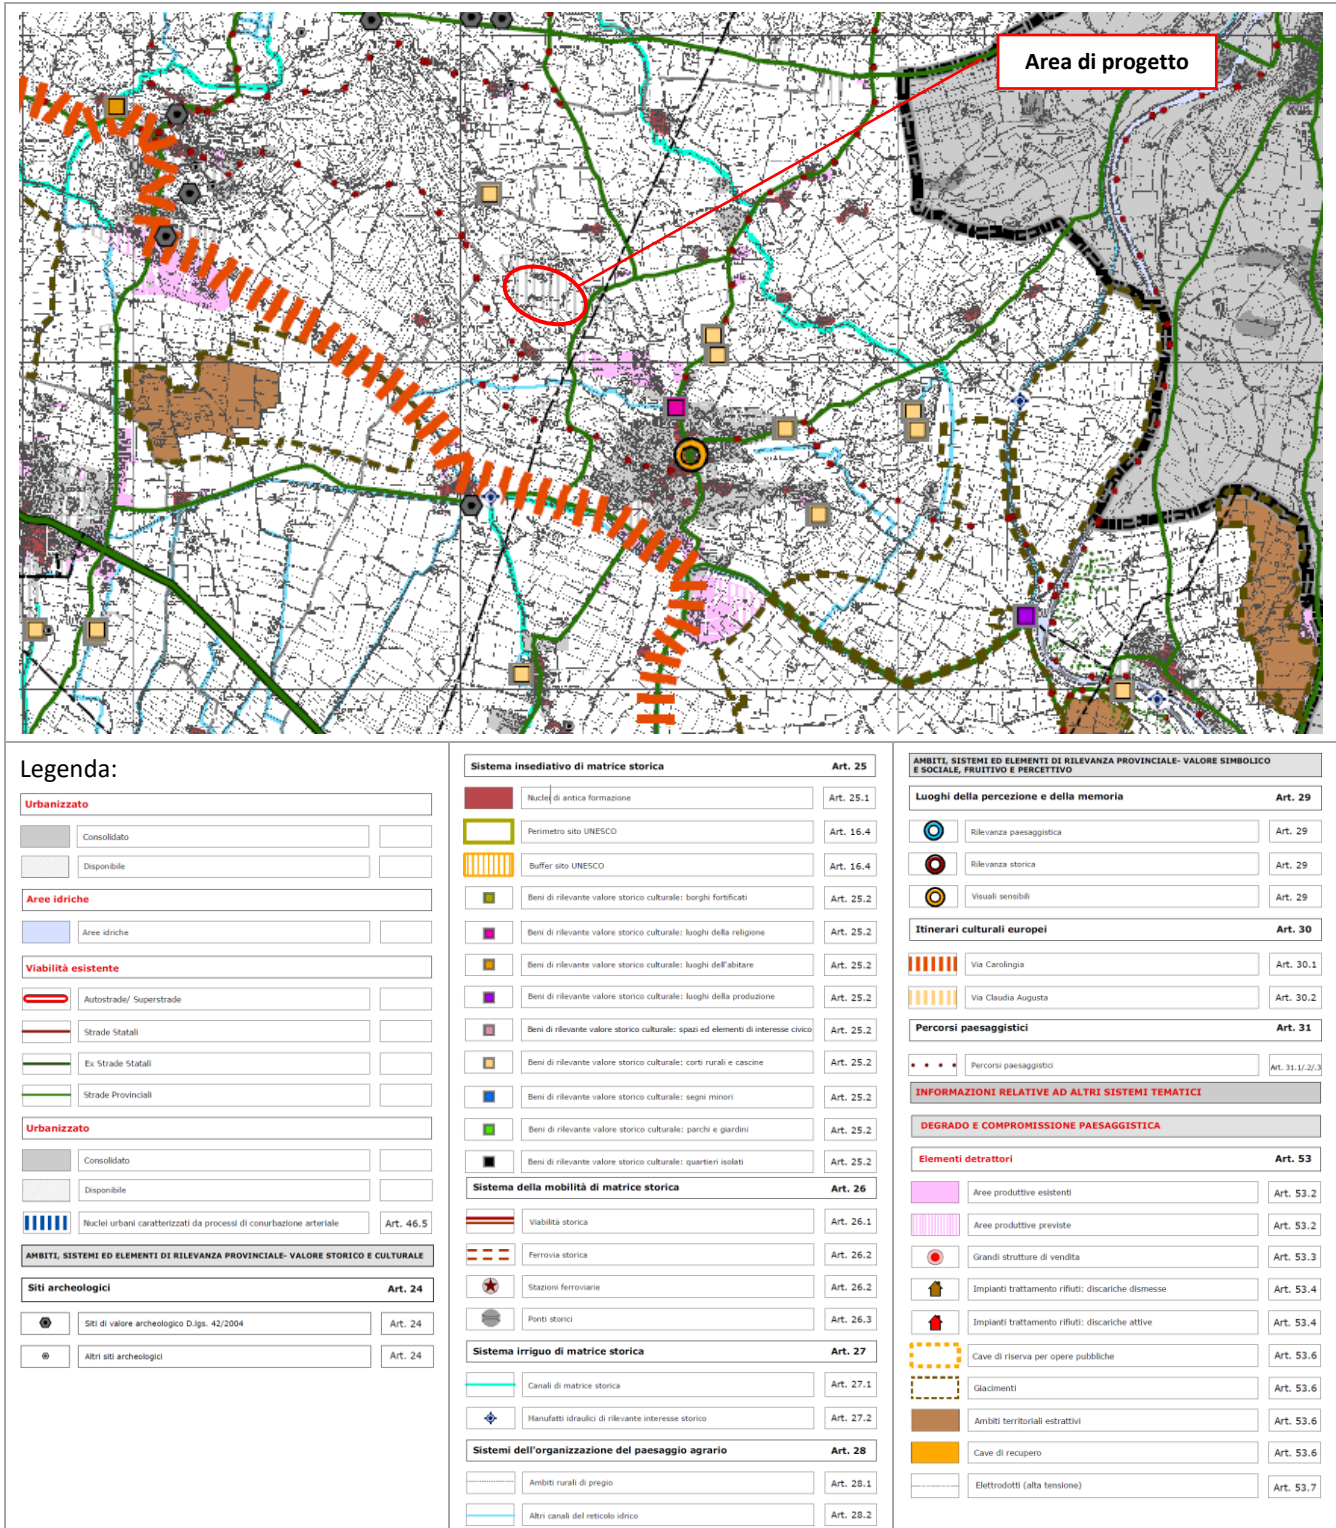 Area di progetto
Legenda:
Urbanizzato
Consolidato
Disponibile
Aree idriche
Aree idriche
Viabilità esistente
Autostrade/ Superstrade
Strade Statali
Ex Strade Statali
Strade Provinciali
Urbanizzato
Consolidato
Disponibile
Nuclei urbani caratterizzati da processi di conurbazione arteriale Art. 46.5
AMBITI, SISTEMI ED ELEMENTI DI RILEVANZA PROVINCIALE- VALORE STORICO E CULTURALE
Siti archeologici Art. 24
Siti di valore archeologico D.lgs. 42/2004 Art. 24
Altri siti archeologici Art. 24
Sistema insediativo di matrice storica Art. 25
Nuclei di antica formazione Art. 25.1
Perimetro sito UNESCO Art. 16.4
Buffer sito UNESCO Art. 16.4
Beni di rilevante valore storico culturale: borghi fortificati Art. 25.2
Beni di rilevante valore storico culturale: luoghi della religione Art. 25.2
Beni di rilevante valore storico culturale: luoghi dell'abitare Art. 25.2
Beni di rilevante valore storico culturale: luoghi della produzione Art. 25.2
Beni di rilevante valore storico culturale: spazi ed elementi di interesse civico Art. 25.2
Beni di rilevante valore storico culturale: corti rurali e cascine Art. 25.2
Beni di rilevante valore storico culturale: segni minori Art. 25.2
Beni di rilevante valore storico culturale: parchi e giardini Art. 25.2
Beni di rilevante valore storico culturale: quartieri isolati Art. 25.2
Sistema della mobilità di matrice storica Art. 26
Viabilità storica Art. 26.1
Ferrovia storica Art. 26.2
Stazioni ferroviarie Art. 26.2
Ponti storici Art. 26.3
Sistema irriguo di matrice storica Art. 27
Canali di matrice storica Art. 27.1
Manufatti idraulici di rilevante interesse storico Art. 27.2
Sistemi dell'organizzazione del paesaggio agrario Art. 28
Ambiti rurali di pregio Art. 28.1
Altri canali del reticolo idrico Art. 28.2
AMBITI, SISTEMI ED ELEMENTI DI RILEVANZA PROVINCIALE- VALORE SIMBOLICO
E SOCIALE, FRUITIVO E PERCETTIVO
Luoghi della percezione e della memoria Art. 29
Rilevanza paesaggistica Art. 29
Rilevanza storica Art. 29
Visuali sensibili Art. 29
Itinerari culturali europei Art. 30
Via Carolingia Art. 30.1
Via Claudia Augusta Art. 30.2
Percorsi paesaggistici Art. 31
Percorsi paesaggistici Art. 31.1/.2/.3
INFORMAZIONI RELATIVE AD ALTRI SISTEMI TEMATICI
DEGRADO E COMPROMISSIONE PAESAGGISTICA
Elementi detrattori Art. 53
Aree produttive esistenti Art. 53.2
Aree produttive previste Art. 53.2
Grandi strutture di vendita Art. 53.3
Impianti trattamento rifiuti: discariche dismesse Art. 53.4
Impianti trattamento rifiuti: discariche attive Art. 53.4
Cave di riserva per opere pubbliche Art. 53.6
Giacimenti Art. 53.6
Ambiti territoriali estrattivi Art. 53.6
Cave di recupero Art. 53.6
Elettrodotti (alta tensione) Art. 53.7